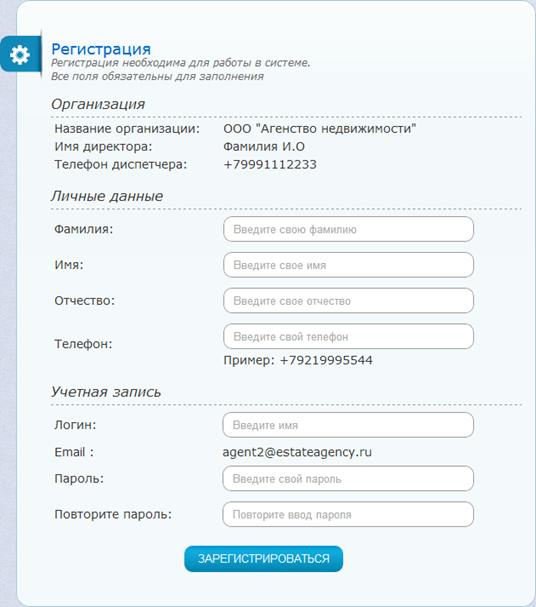 Регистрация
Регистрация необходима для работы в системе.
Все поля обязательны для заполнения
Организация
Название организации: ООО "Агенство недвижимости"
Имя директора: Фамилия И.О
Телефон диспетчера: +79991112233
Личные данные
Фамилия: Введите свою фамилию
Имя: Введите свое имя
Отчество: Введите свое отчество
Телефон: Введите свой телефон
Пример: +79219995544
Учетная запись
Логин: Введите имя
Email : agent2@estateagency.ru
Пароль: Введите свой пароль
Повторите пароль: Повторите ввод пароля
ЗАРЕГИСТРИРОВАТЬСЯ